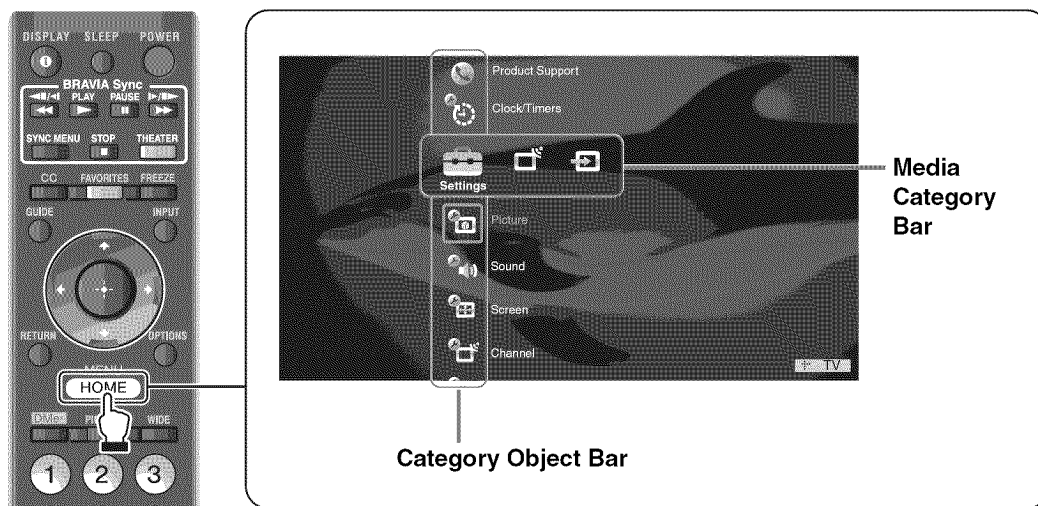 DISPLAY SLEEP POWER
BRAVIA Sync
PLAY PAUSE
SYNC MENU STOP THEATER
CC FAVORITES FREEZE
GUIDE INPUT
RETURN OPTIONS
MENU
HOME
WIDE
1 2 3
Product Support
Clock/Timers
Settings
Picture
Sound
Screen
Channel
TV
Media
Category
Bar
Category Object Bar